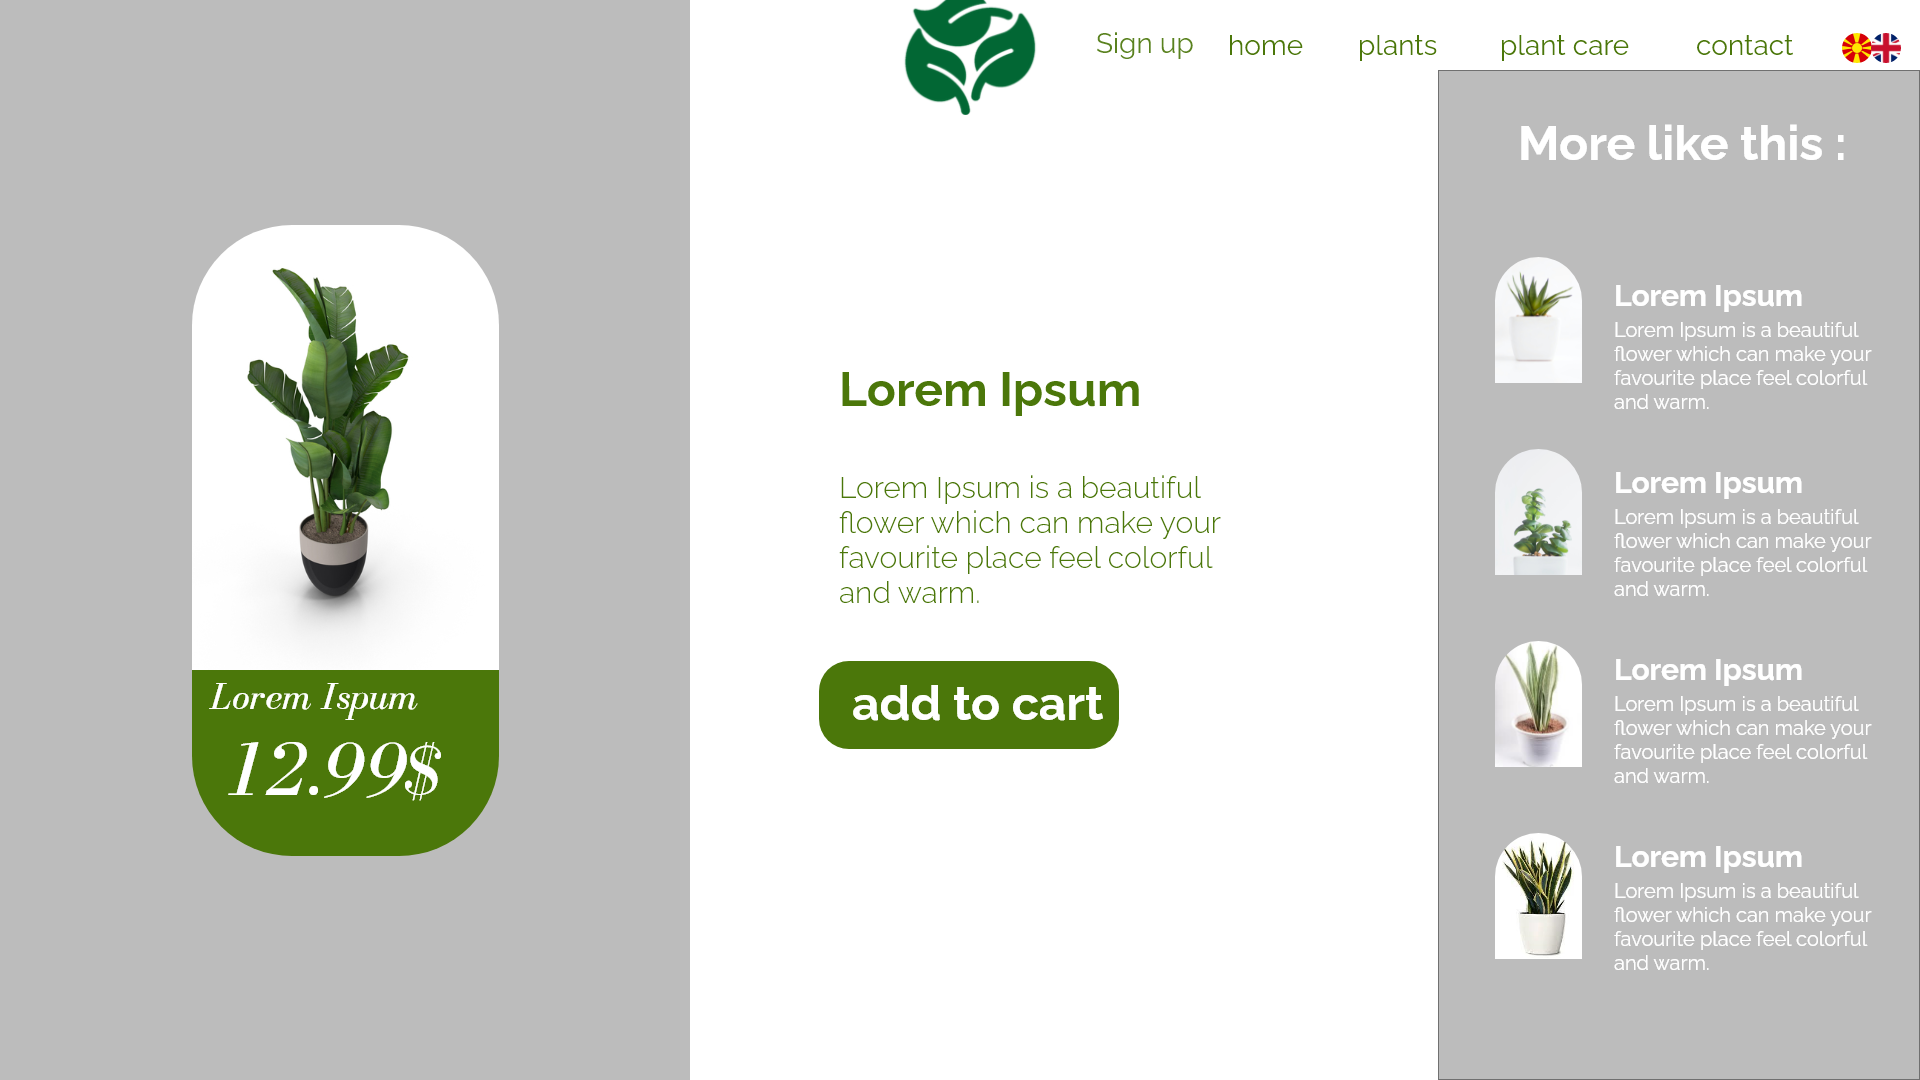 Sign up
home
plants
plant care
contact
Lorem Ispum
12.99$
Lorem Ipsum
Lorem Ipsum is a beautiful
flower which can make your
favourite place feel colorful
and warm.
add to cart
More like this :
Lorem Ipsum
Lorem Ipsum is a beautiful
flower which can make your
favourite place feel colorful
and warm.
Lorem Ipsum
Lorem Ipsum is a beautiful
flower which can make your
favourite place feel colorful
and warm.
Lorem Ipsum
Lorem Ipsum is a beautiful
flower which can make your
favourite place feel colorful
and warm.
Lorem Ipsum
Lorem Ipsum is a beautiful
flower which can make your
favourite place feel colorful
and warm.